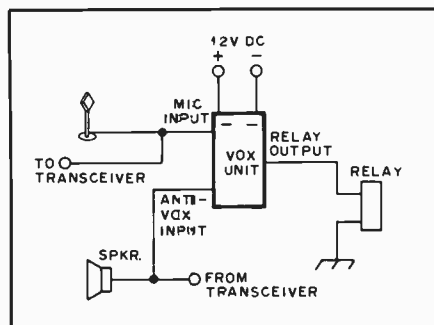 12V DC
+ −
MIC
INPUT
− −
RELAY
OUTPUT
VOX
UNIT
RELAY
TO
TRANSCEIVER
ANTI-
VOX
INPUT
SPKR.
FROM
TRANSCEIVER